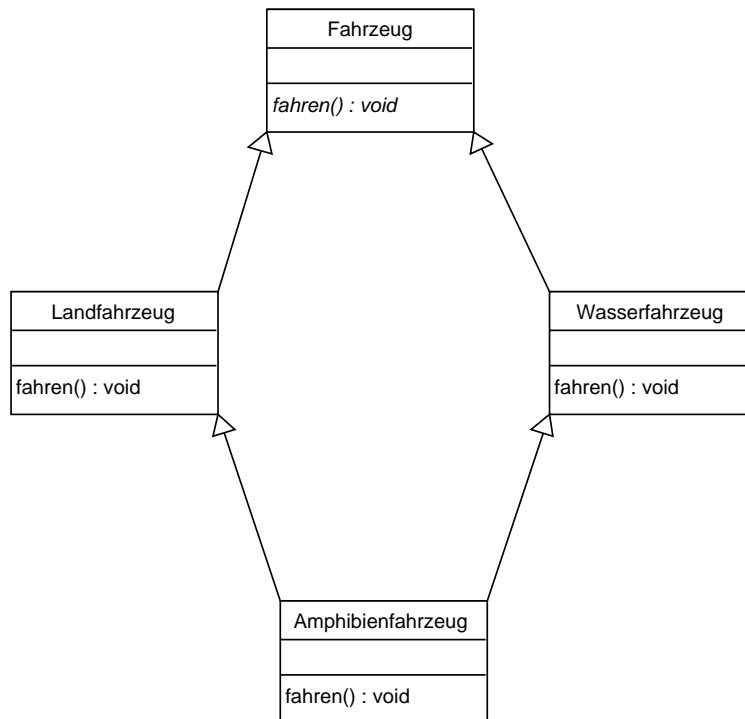 Fahrzeug
fahren() : void
Landfahrzeug
fahren() : void
Wasserfahrzeug
fahren() : void
Amphibienfahrzeug
fahren() : void